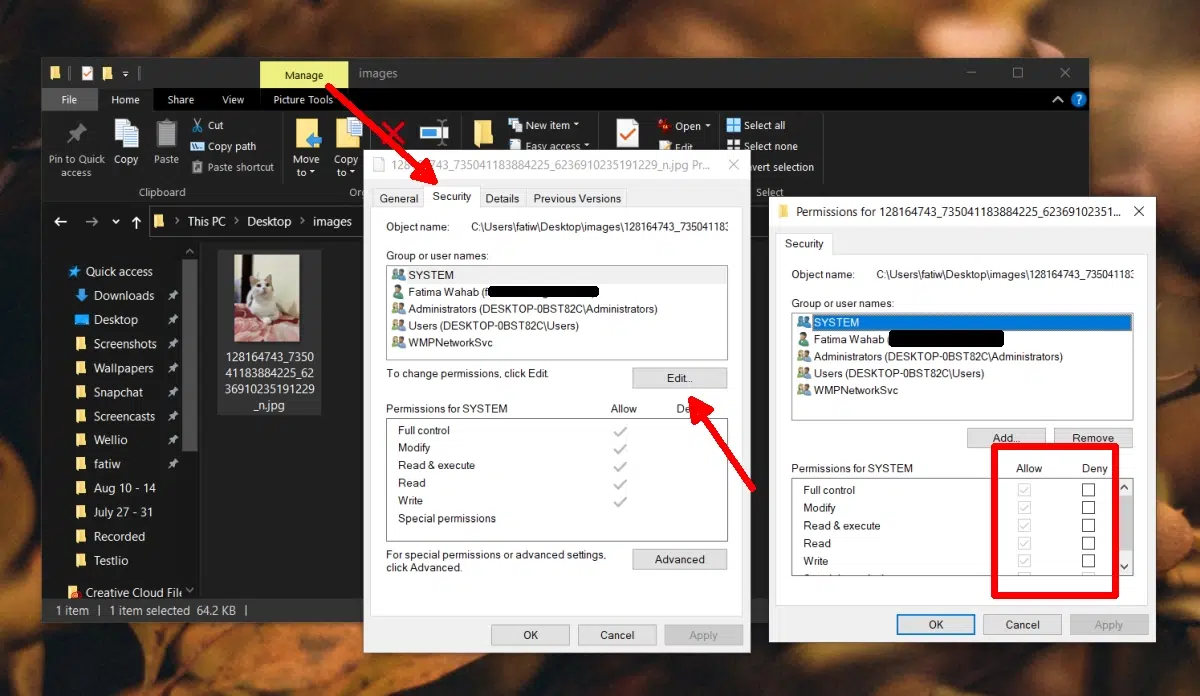 Manage
images
File
Home
Share
View
Picture Tools
Pin to Quick
access
Copy
Paste
Cut
Copy path
Paste shortcut
Clipboard
Move
to
Copy
to
New item
Easy access
Open
Edit
Select all
Select none
Select
This PC
Desktop
images
Quick access
Downloads
Desktop
Screenshots
Wallpapers
Snapchat
Screencasts
Wellio
fatiw
Aug 10 - 14
July 27 - 31
Recorded
Testlio
Creative Cloud File
128164743_7350
41183884225_62
36910235191229
_n.jpg
1 item
1 item selected
64.2 KB
128164743_735041183884225_6236910235191229_n.jpg Pr...
General
Security
Details
Previous Versions
Object name:
C:\Users\fatiw\Desktop\images\128164743_73504118
Group or user names:
SYSTEM
Fatima Wahab (f
Administrators (DESKTOP-0BST82C\Administrators)
Users (DESKTOP-0BST82C\Users)
WMPNetworkSvc
To change permissions, click Edit.
Edit...
Permissions for SYSTEM
Allow
Full control
Modify
Read & execute
Read
Write
Special permissions
For special permissions or advanced settings,
click Advanced.
Advanced
OK
Cancel
Apply
Permissions for 128164743_735041183884225_62369102351...
Security
Object name:
C:\Users\fatiw\Desktop\images\128164743_73504118
Group or user names:
SYSTEM
Fatima Wahab (
Administrators (DESKTOP-0BST82C\Administrators)
Users (DESKTOP-0BST82C\Users)
WMPNetworkSvc
Add...
Remove
Permissions for SYSTEM
Allow
Deny
Full control
Modify
Read & execute
Read
Write
OK
Cancel
Apply